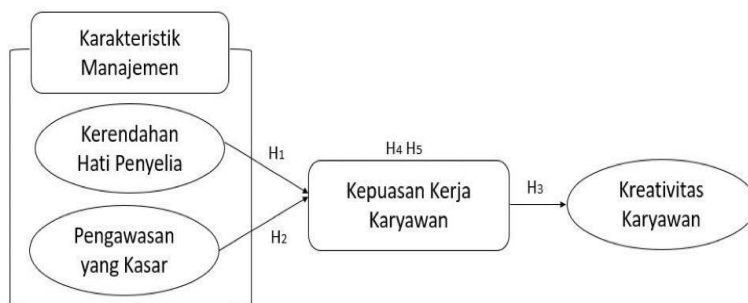 Karakteristik
Manajemen
Kerendahan
Hati Penyelia
H1
H4 H5
Kepuasan Kerja
Karyawan
H3
Kreativitas
Karyawan
Pengawasan
yang Kasar
H2